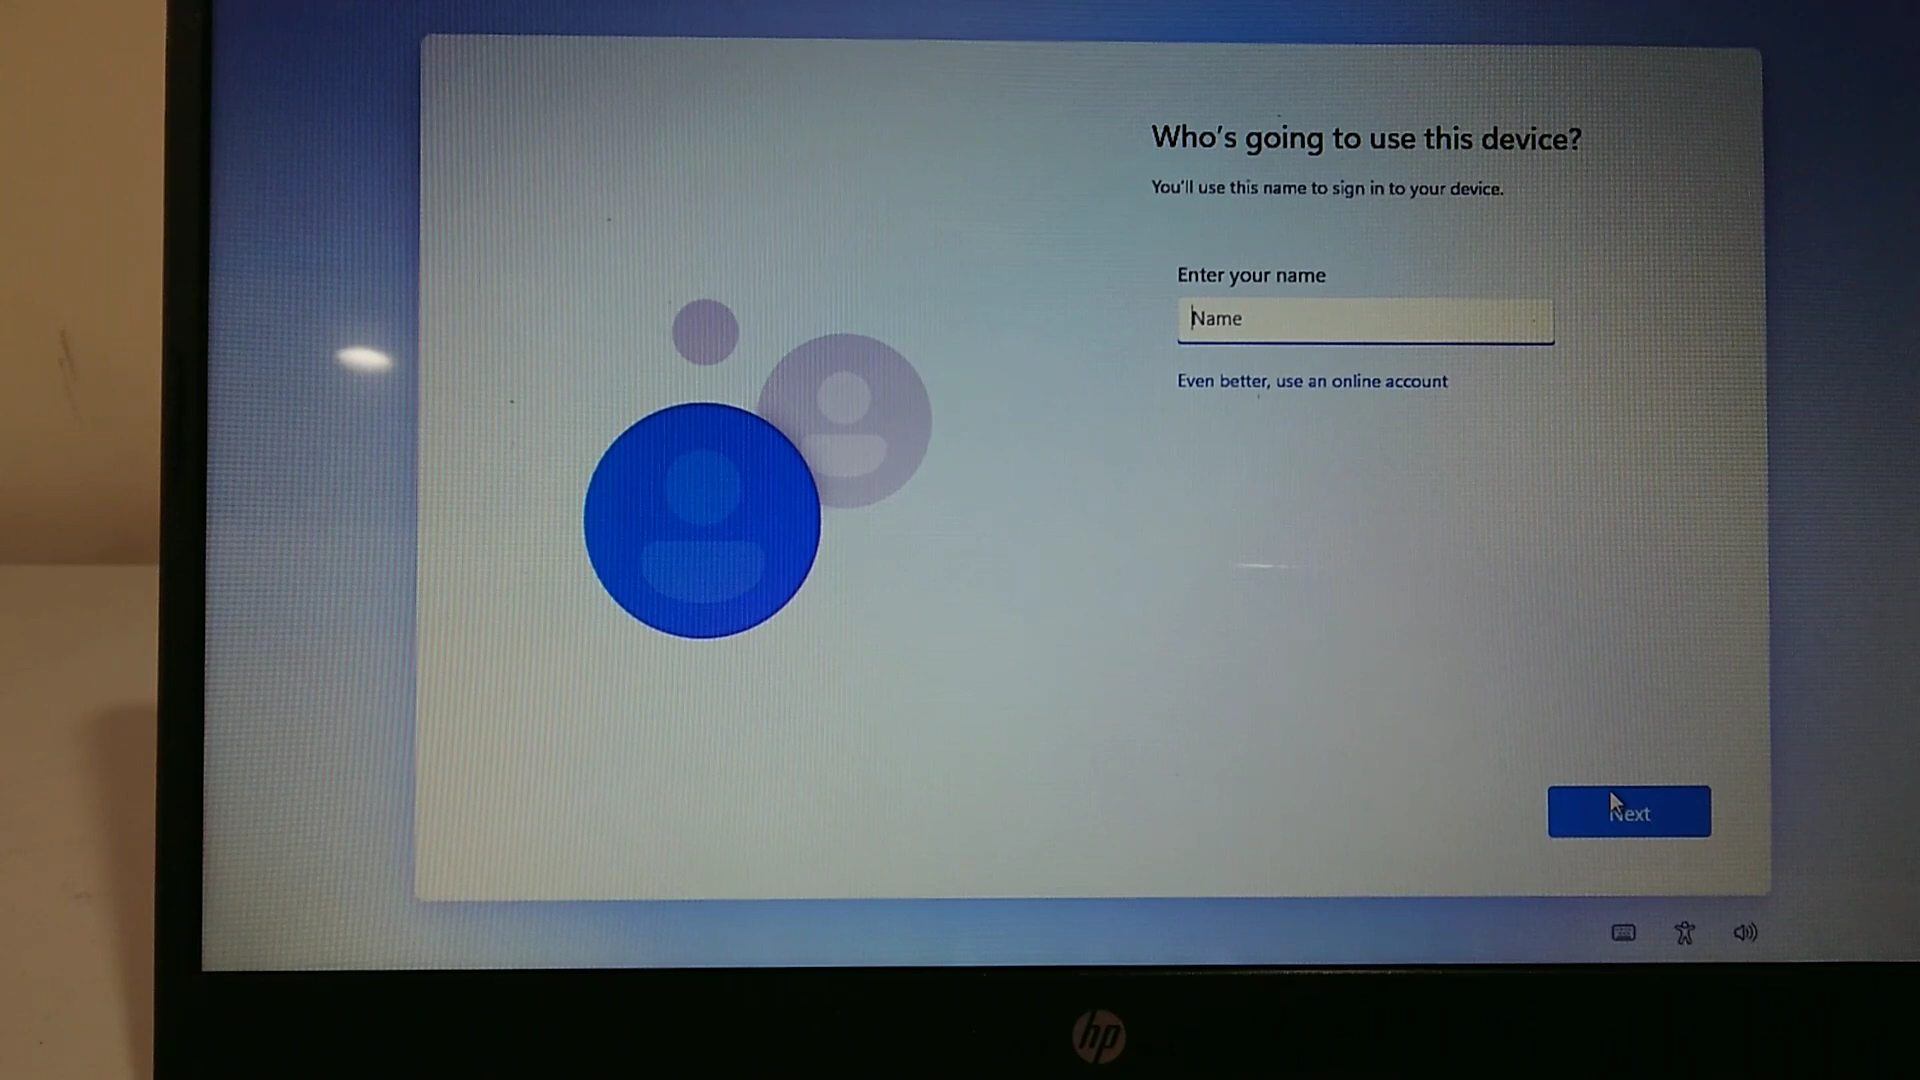 Who's going to use this device?
You'll use this name to sign in to your device.
Enter your name
Name
Even better, use an online account
Next
hp